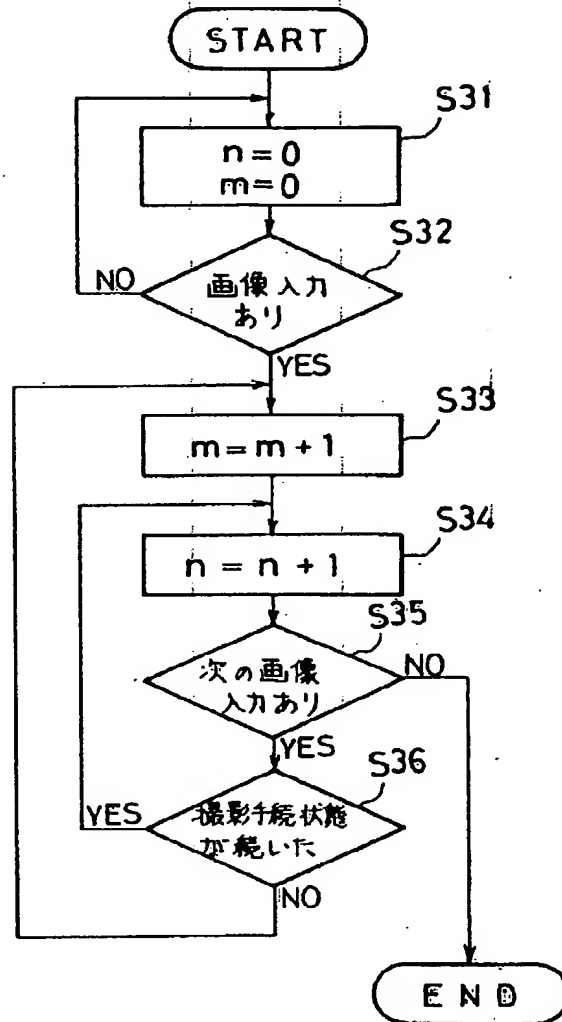 START
S31
n=0
m=0
S32
NO
画像入力
あり
YES
S33
m=m+1
S34
n=n+1
S35
次の画像
入力あり
NO
YES
S36
撮影手続状態
が続いた
YES
NO
END